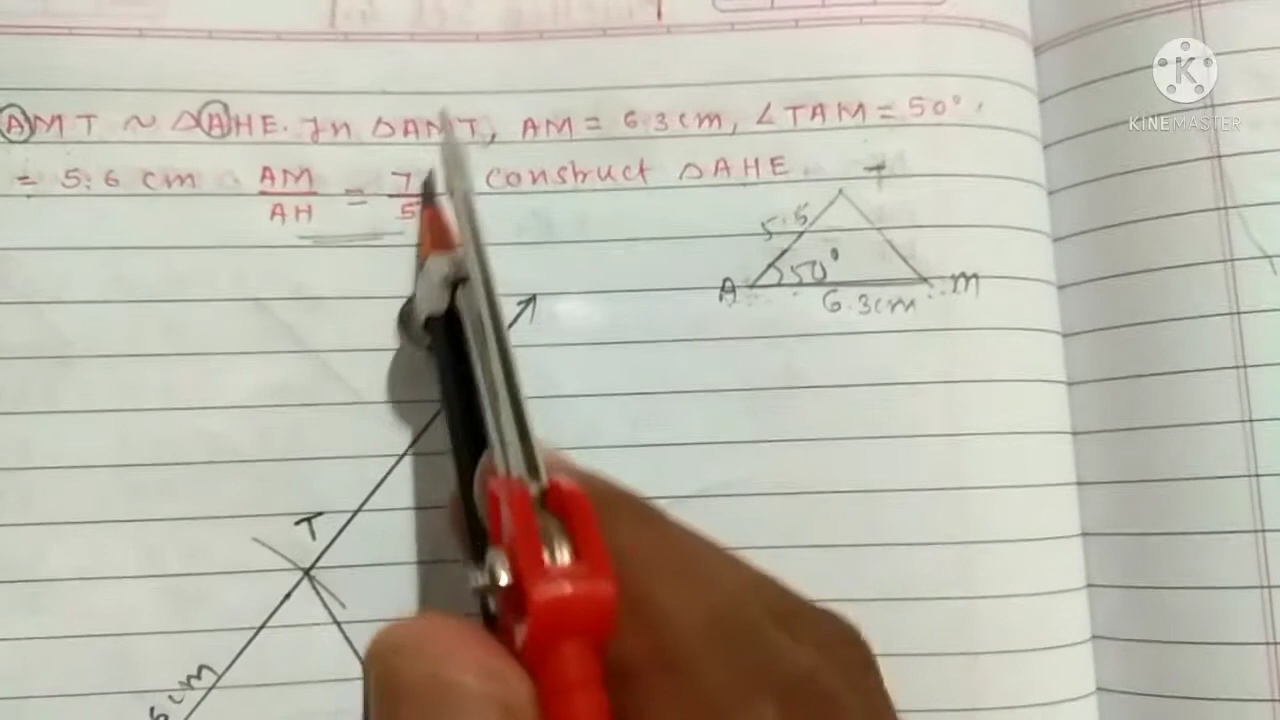 AMT ~ △AHE. In △AMT, AM = 6.3 cm, ∠TAM = 50°.
= 5.6 cm AM/AH = 7/5 construct △AHE.
T
5.5
50°
A
6.3cm
m
T
cm
KINEMASTER